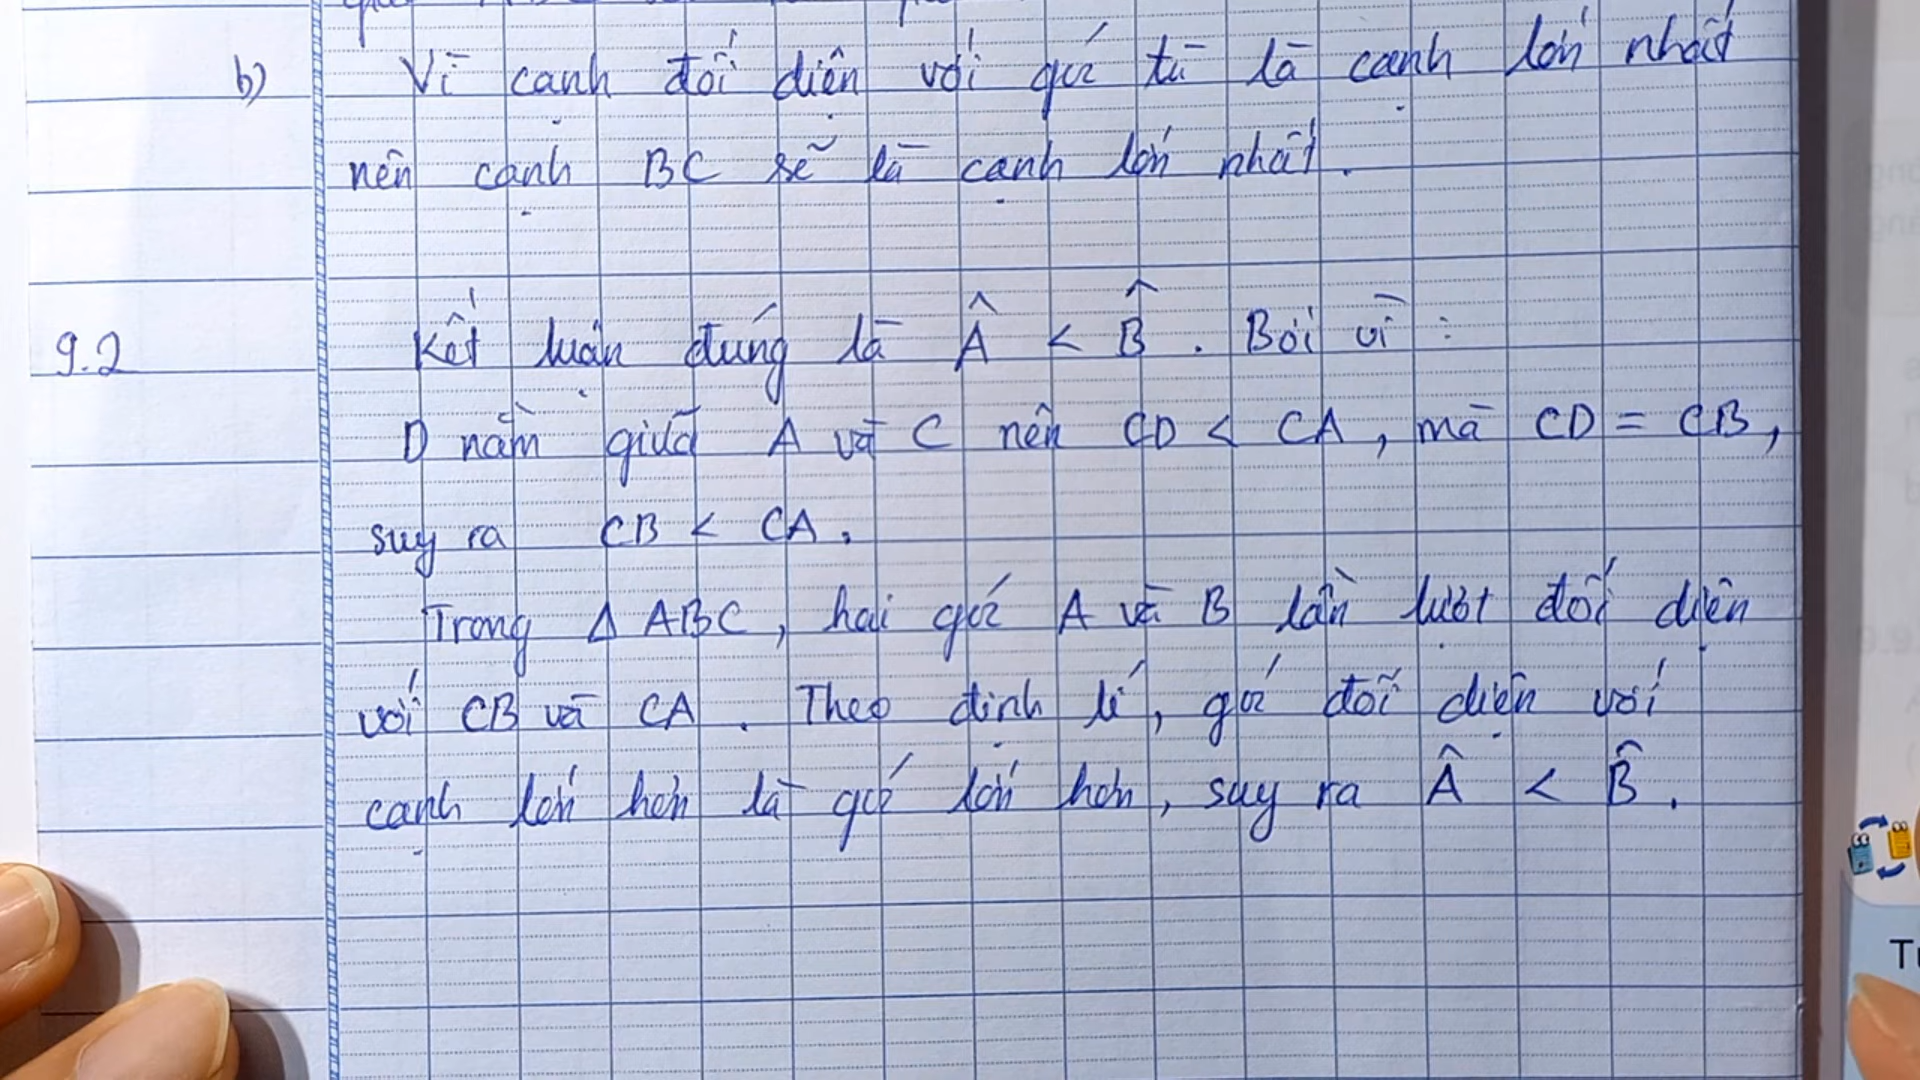 b) Vì cạnh đối diện với góc tù là cạnh lớn nhất
nên cạnh BC sẽ là cạnh lớn nhất.
9.2 Kết luận đúng là Â < B̂. Bởi vì :
D nằm giữa A và C nên CD < CA, mà CD = CB,
suy ra CB < CA.
Trong Δ ABC, hai góc A và B lần lượt đối diện
với CB và CA. Theo định lí, góc đối diện với
cạnh lớn hơn là góc lớn hơn, suy ra Â < B̂.